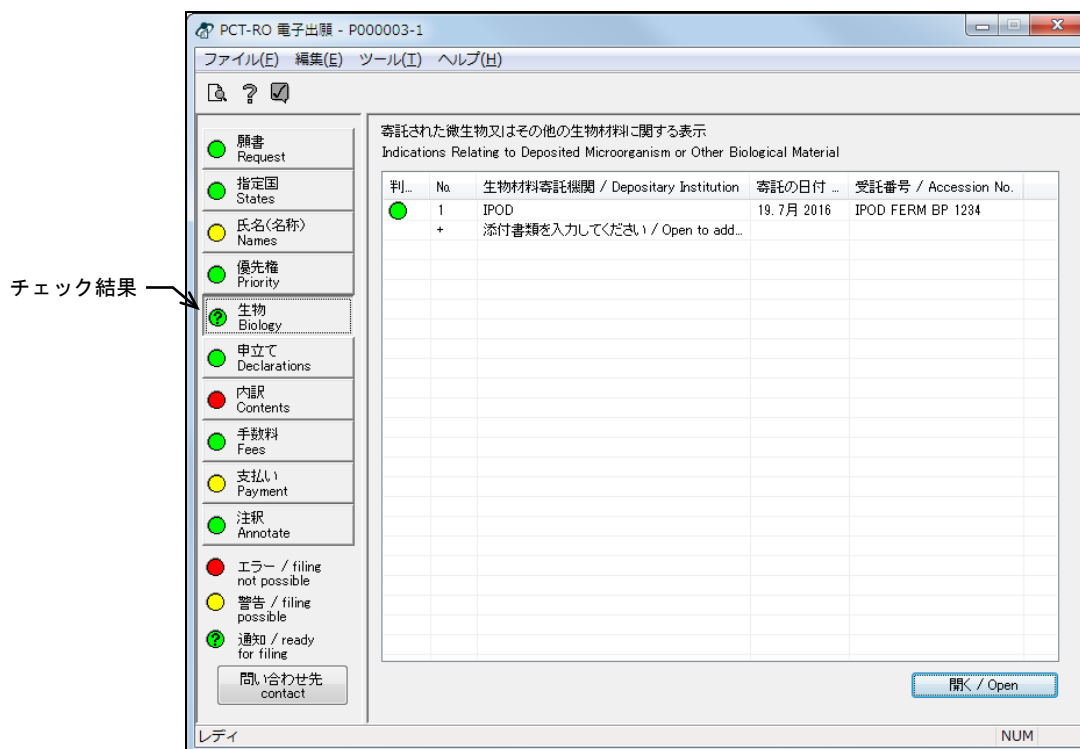 PCT-RO 電子出願 - P000003-1
ファイル(F) 編集(E) ツール(T) ヘルプ(H)
チェック結果
願書
Request
指定国
States
氏名(名称)
Names
優先権
Priority
生物
Biology
申立て
Declarations
内訳
Contents
手数料
Fees
支払い
Payment
注釈
Annotate
エラー / filing
not possible
警告 / filing
possible
通知 / ready
for filing
問い合わせ先
contact
寄託された微生物又はその他の生物材料に関する表示
Indications Relating to Deposited Microorganism or Other Biological Material
判... No. 生物材料寄託機関 / Depositary Institution 寄託の日付 ... 受託番号 / Accession No.
1 IPOD 19. 7月 2016 IPOD FERM BP 1234
+ 添付書類を入力してください / Open to add...
開く / Open
レディ NUM